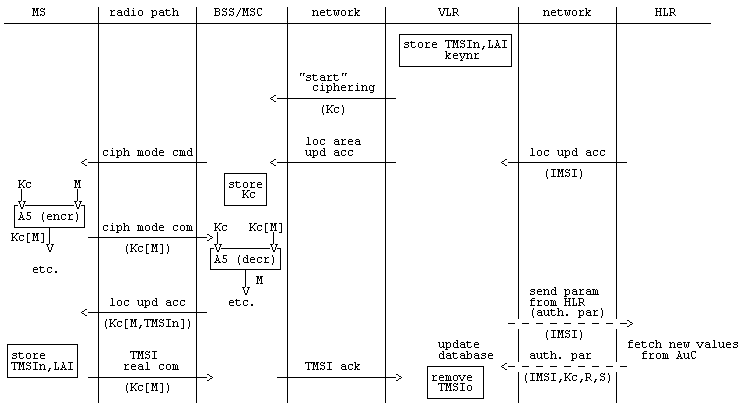 MS radio path BSS/MSC network VLR network HLR
store TMSIn,LAI
keynr
"start"
ciphering
(Kc)
loc area
upd acc
ciph mode cmd
loc upd acc
(IMSI)
store
Kc
Kc M
A5 (encr)
Kc[M]
etc.
ciph mode com
(Kc[M])
Kc Kc[M]
A5 (decr)
M
etc.
send param
from HLR
(auth. par)
(IMSI)
loc upd acc
(Kc[M,TMSIn])
update
database
fetch new values
from AuC
store
TMSIn,LAI
TMSI
real com
(Kc[M])
TMSI ack
remove
TMSIo
auth. par
(IMSI,Kc,R,S)